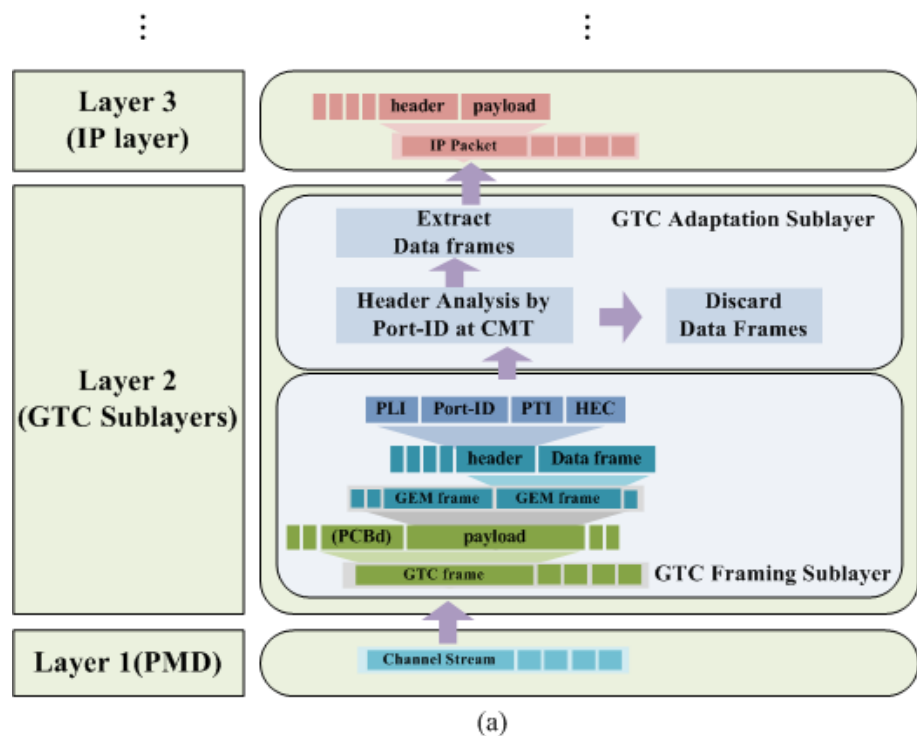 ⋮ ⋮
Layer 3
(IP layer)
header payload
IP Packet
Layer 2
(GTC Sublayers)
Extract
Data frames
GTC Adaptation Sublayer
Header Analysis by
Port-ID at CMT
Discard
Data Frames
PLI Port-ID PTI HEC
header Data frame
GEM frame GEM frame
(PCBd) payload
GTC frame
GTC Framing Sublayer
Layer 1(PMD)
Channel Stream
(a)